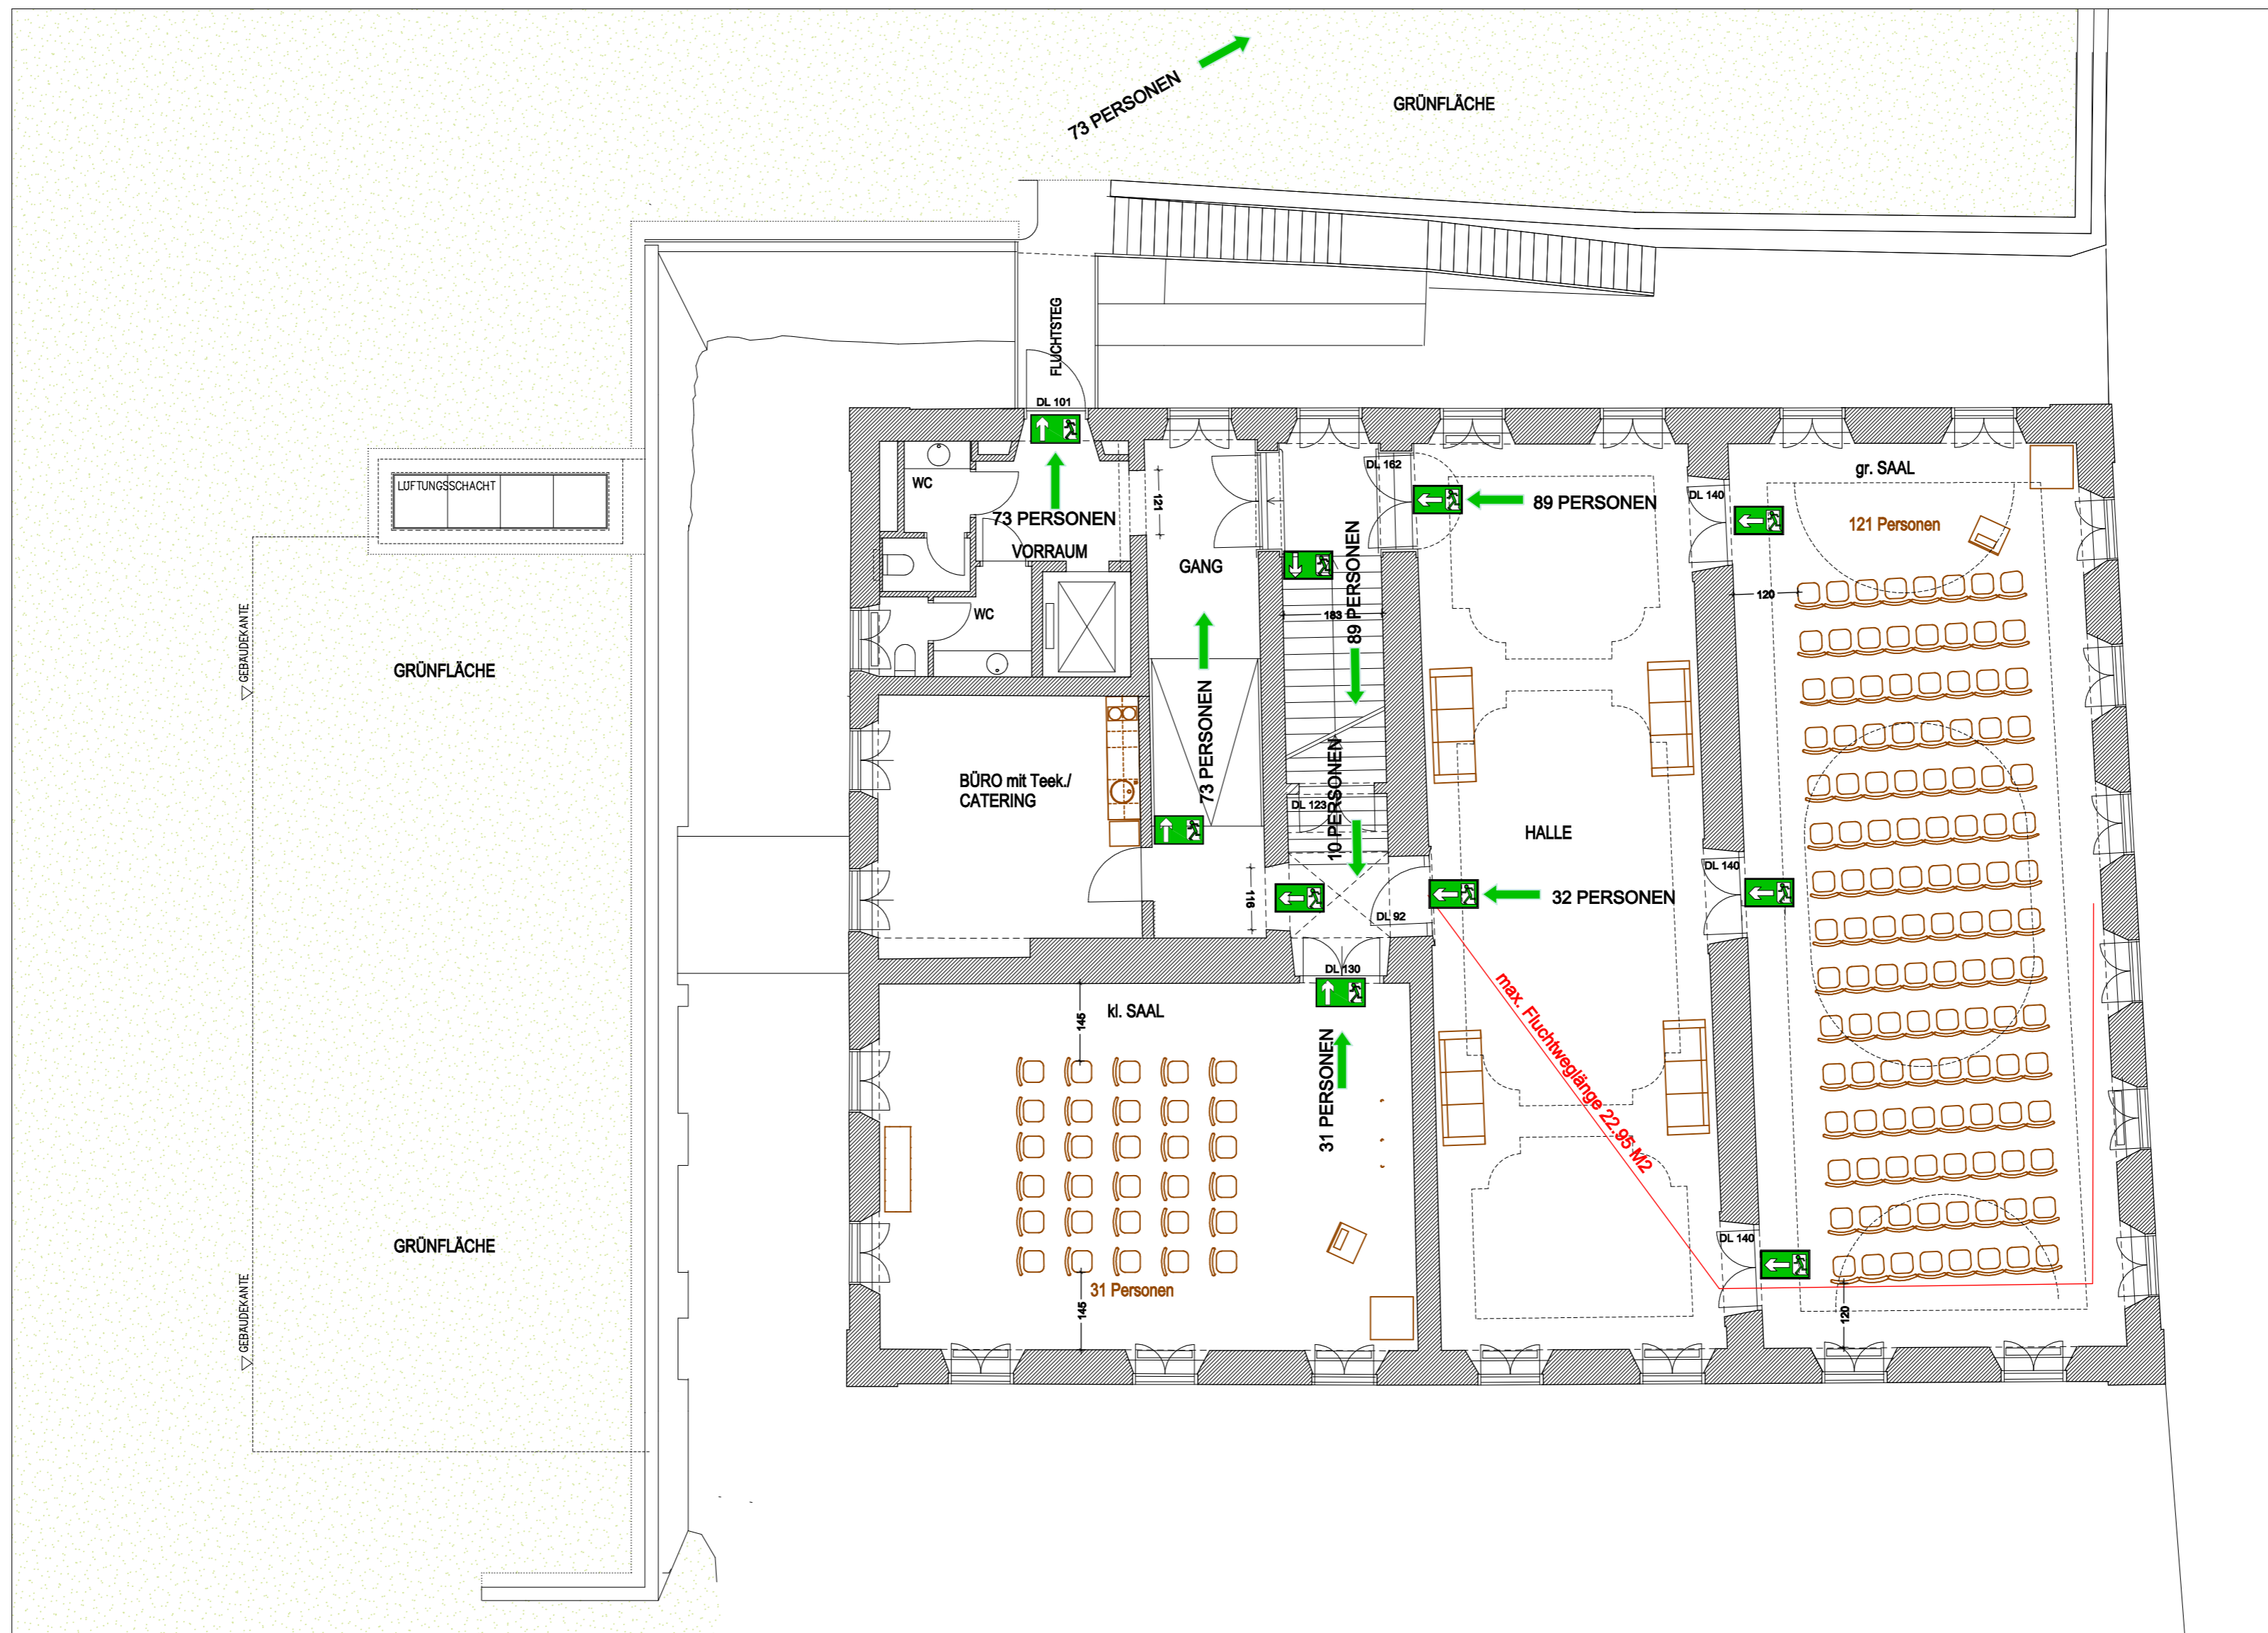 73 PERSONEN
GRÜNFLÄCHE
FLUCHTSTEG
DL 101
WC
73 PERSONEN
VORRAUM
121
GANG
WC
LÜFTUNGSSCHACHT
GEBÄUDEKANTE
GRÜNFLÄCHE
DL 162
89 PERSONEN
89 PERSONEN
183
DL 140
gr. SAAL
121 Personen
120
73 PERSONEN
BÜRO mit Teek./
CATERING
DL 123
10 PERSONEN
HALLE
DL 140
116
DL 92
32 PERSONEN
DL 130
kl. SAAL
145
31 PERSONEN
max. Fluchtweglänge 22.95 M2
GRÜNFLÄCHE
GEBÄUDEKANTE
31 Personen
145
DL 140
120